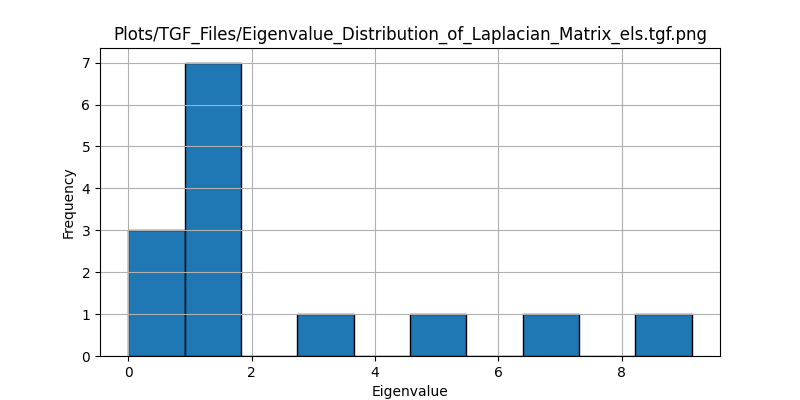 Plots/TGF_Files/Eigenvalue_Distribution_of_Laplacian_Matrix_els.tgf.png
7
6
5
4
3
2
1
0
Frequency
0 2 4 6 8
Eigenvalue